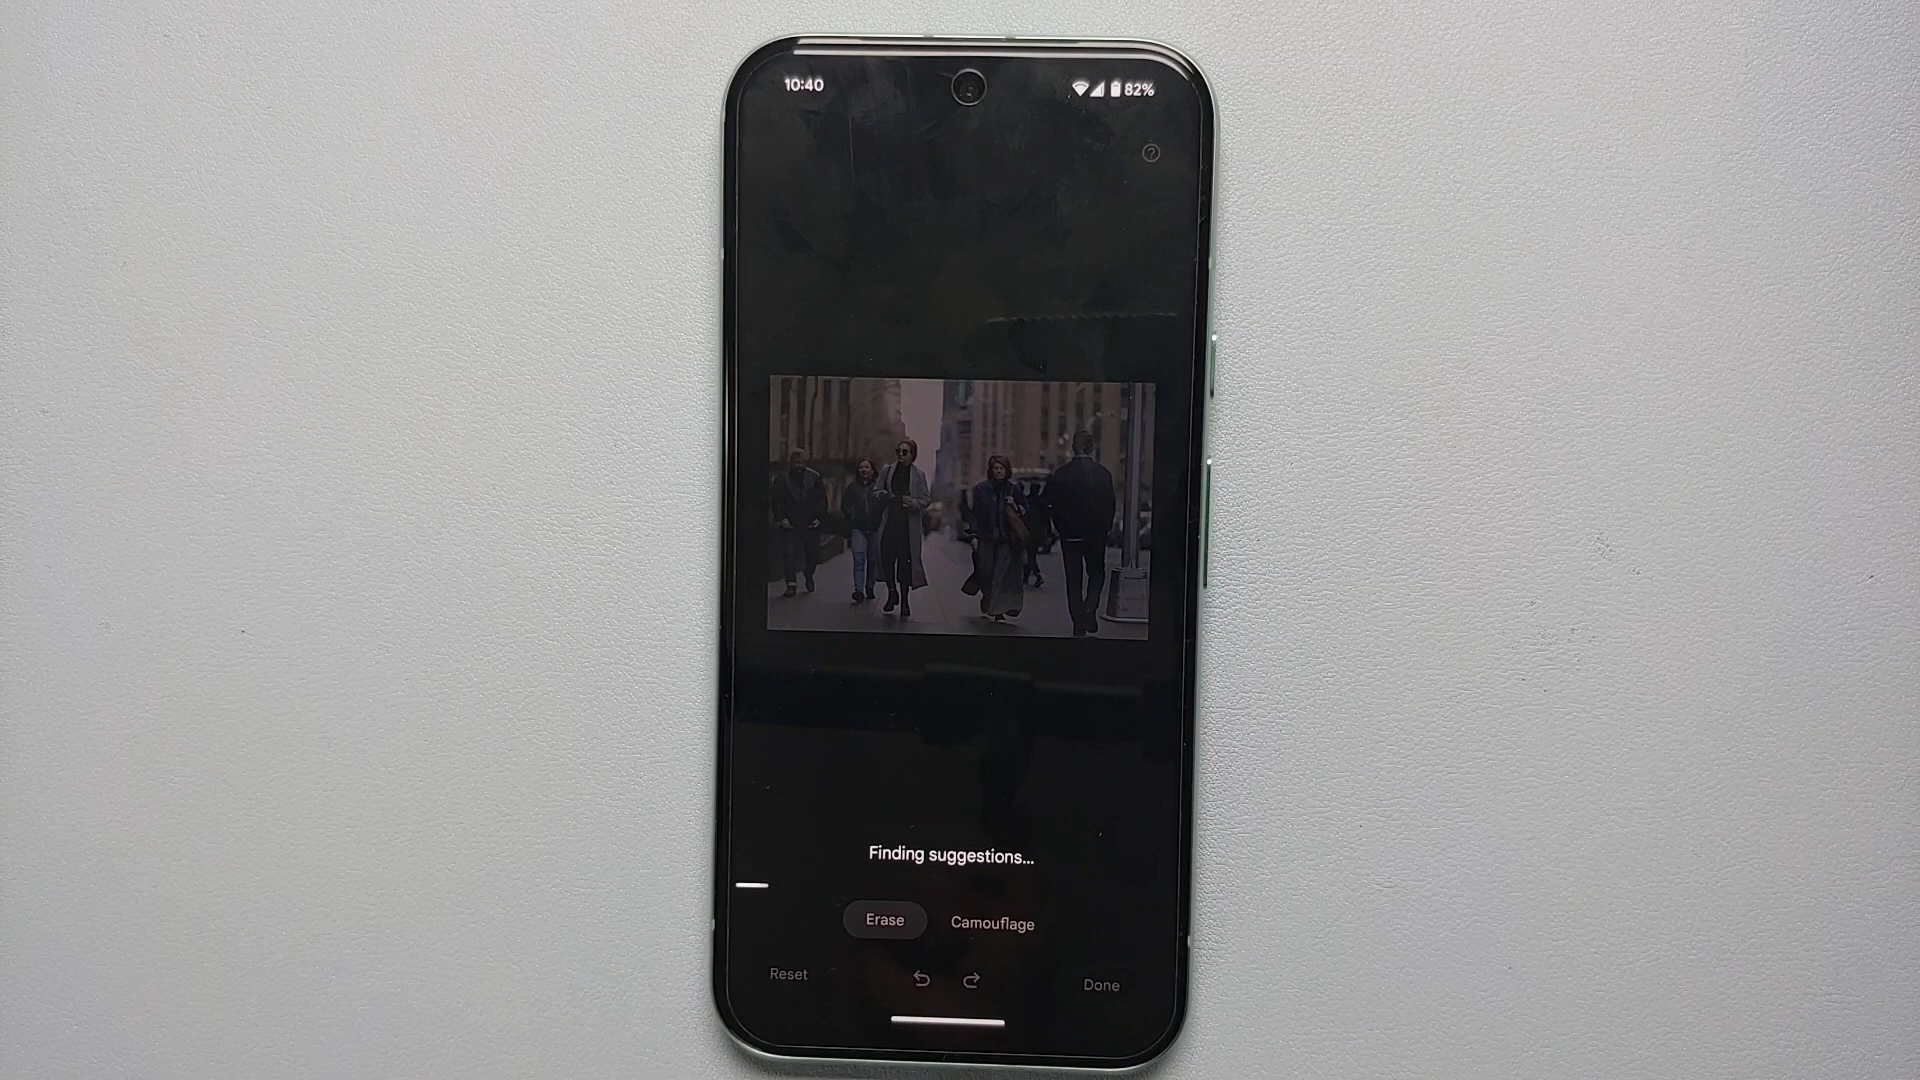 10:40
82%
Finding suggestions...
Erase
Camouflage
Reset
Done